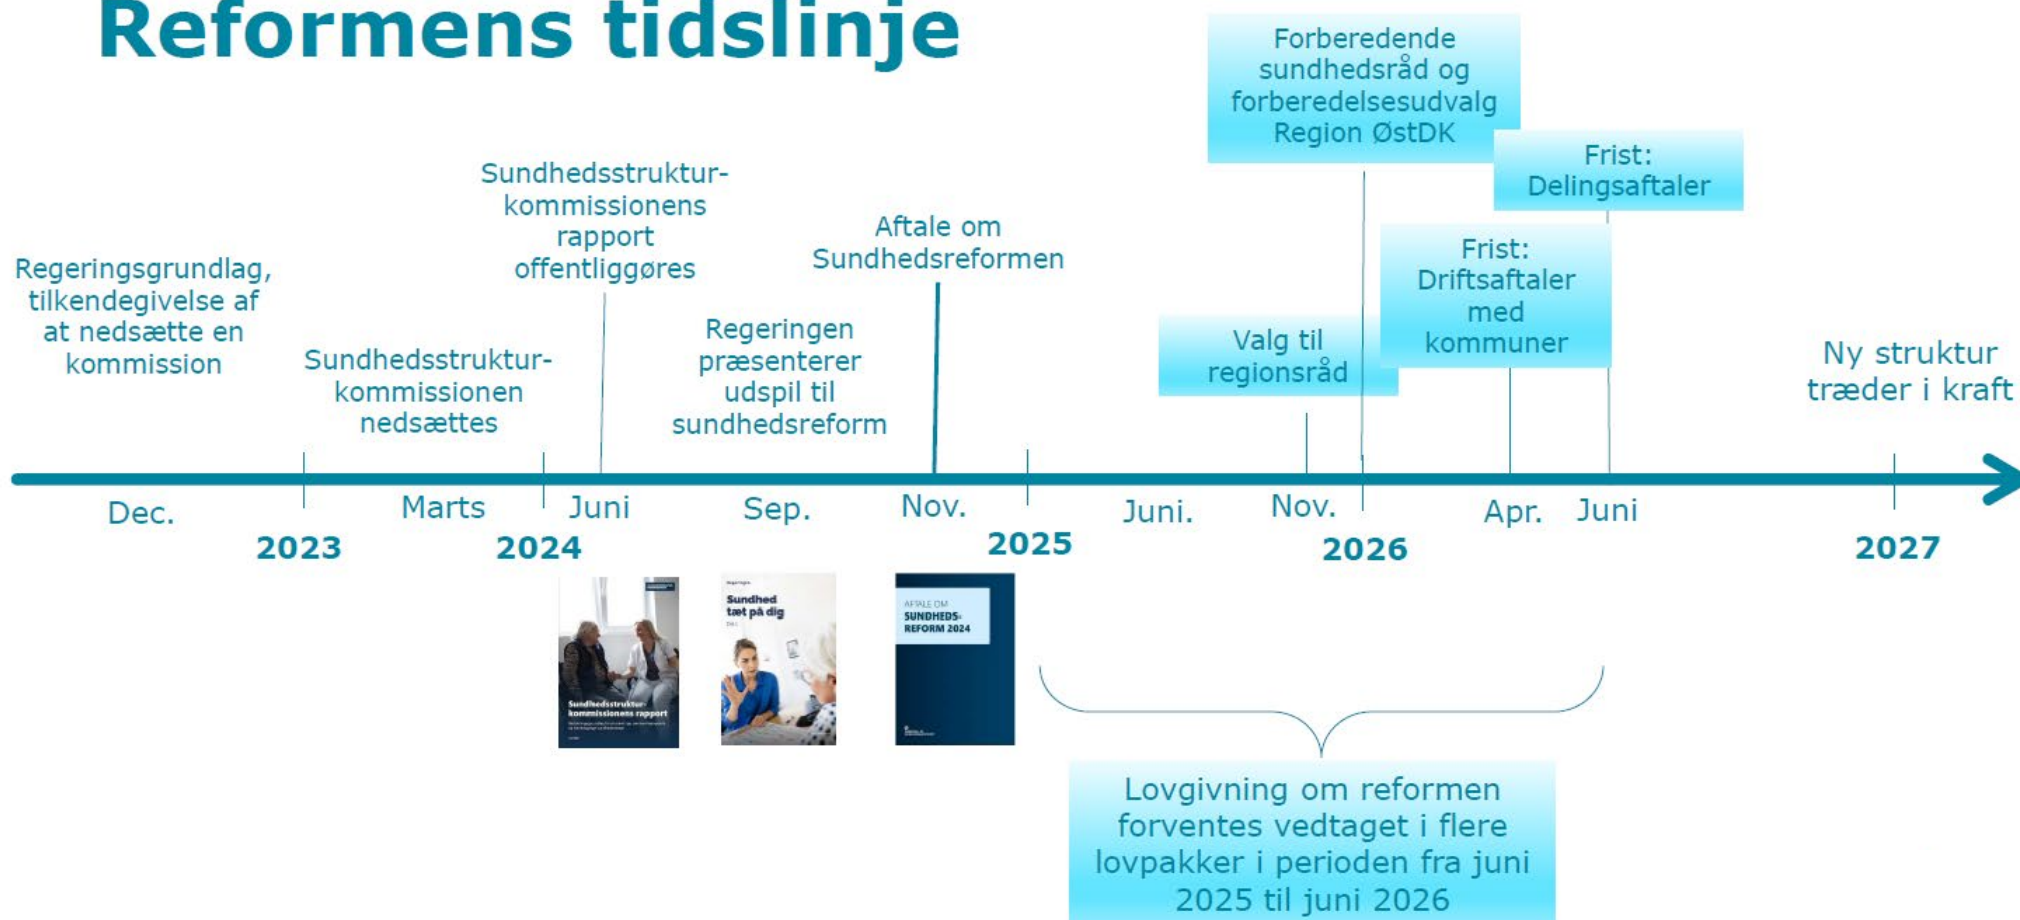 Reformens tidslinje
Regeringsgrundlag,
tilkendegivelse af
at nedsætte en
kommission
Sundhedsstruktur-
kommissionen
nedsættes
Sundhedsstruktur-
kommissionens
rapport
offentliggøres
Regeringen
præsenterer
udspil til
sundhedsreform
Aftale om
Sundhedsreformen
Valg til
regionsråd
Forberedende
sundhedsråd og
forberedelsesudvalg
Region ØstDK
Frist:
Driftsaftaler
med
kommuner
Frist:
Delingsaftaler
Ny struktur
træder i kraft
Dec.
2023
Marts
2024
Juni
Sep.
Nov.
2025
Juni.
Nov.
2026
Apr.
Juni
2027
Sundhedsstruktur-
kommissionens rapport
Sundhed
tæt på dig
AFTALE OM
SUNDHEDS-
REFORM 2024
Lovgivning om reformen
forventes vedtaget i flere
lovpakker i perioden fra juni
2025 til juni 2026